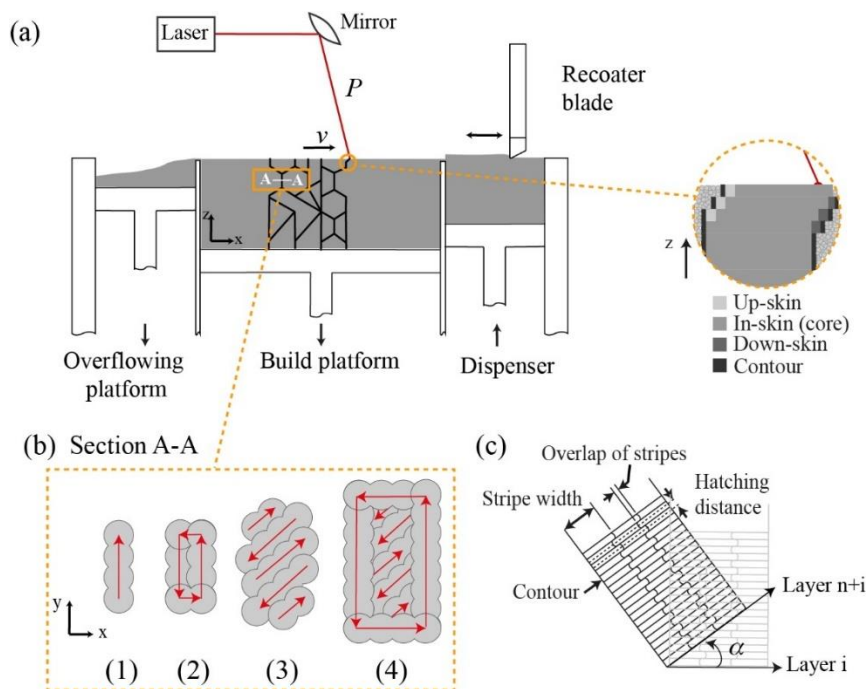 (a)
Laser
Mirror
P
v
Recoater
blade
A—A
z
x
z
Up-skin
In-skin (core)
Down-skin
Contour
Overflowing
platform
Build platform
Dispenser
(b) Section A-A
y
x
(1) (2) (3) (4)
(c)
Overlap of stripes
Stripe width
Hatching
distance
Contour
Layer n+i
α
Layer i